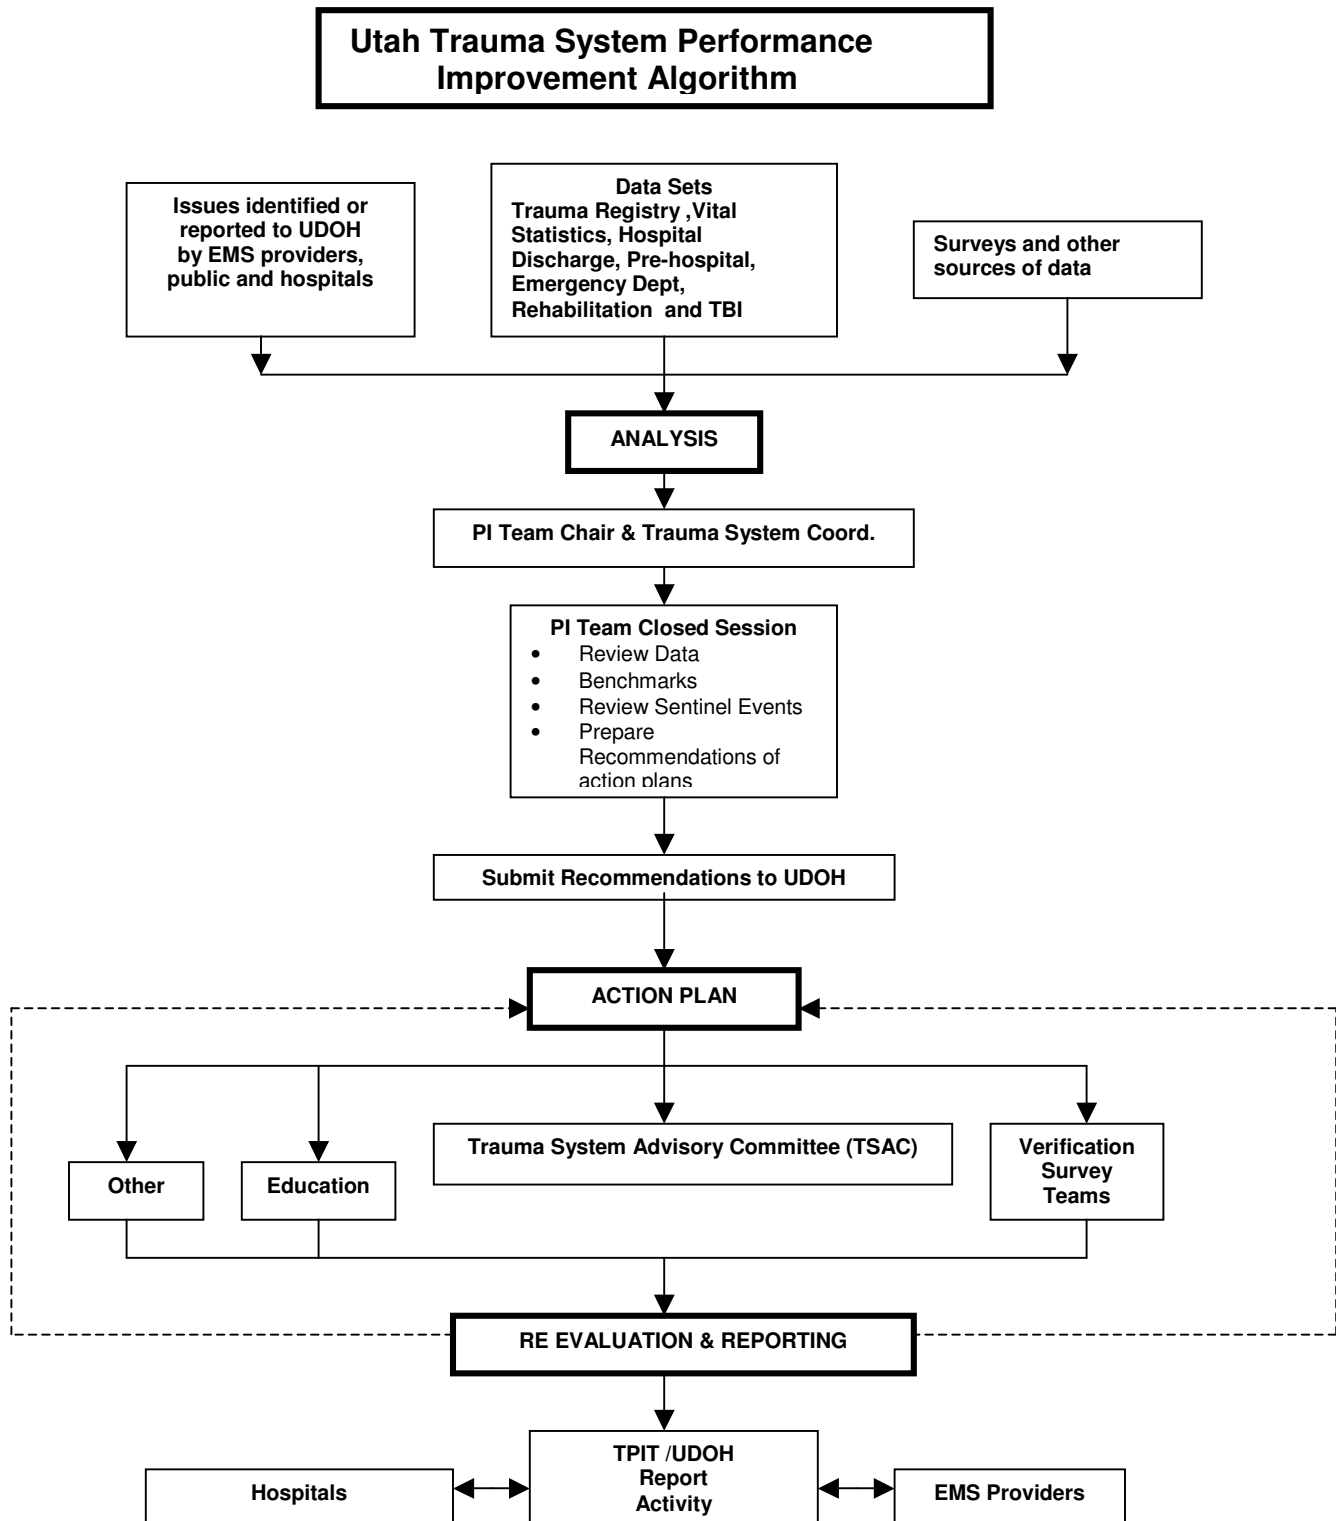 Utah Trauma System Performance
Improvement Algorithm
Issues identified or
reported to UDOH
by EMS providers,
public and hospitals
Data Sets
Trauma Registry ,Vital
Statistics, Hospital
Discharge, Pre-hospital,
Emergency Dept,
Rehabilitation and TBI
Surveys and other
sources of data
ANALYSIS
PI Team Chair & Trauma System Coord.
PI Team Closed Session
• Review Data
• Benchmarks
• Review Sentinel Events
• Prepare
Recommendations of
action plans
Submit Recommendations to UDOH
ACTION PLAN
Other
Education
Trauma System Advisory Committee (TSAC)
Verification
Survey
Teams
RE EVALUATION & REPORTING
Hospitals
TPIT /UDOH
Report
Activity
EMS Providers